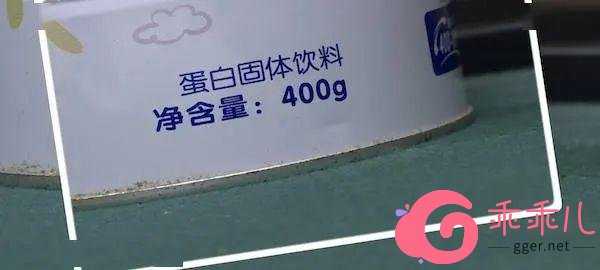 蛋白固体饮料
净含量：400g
乖乖儿
gger.net